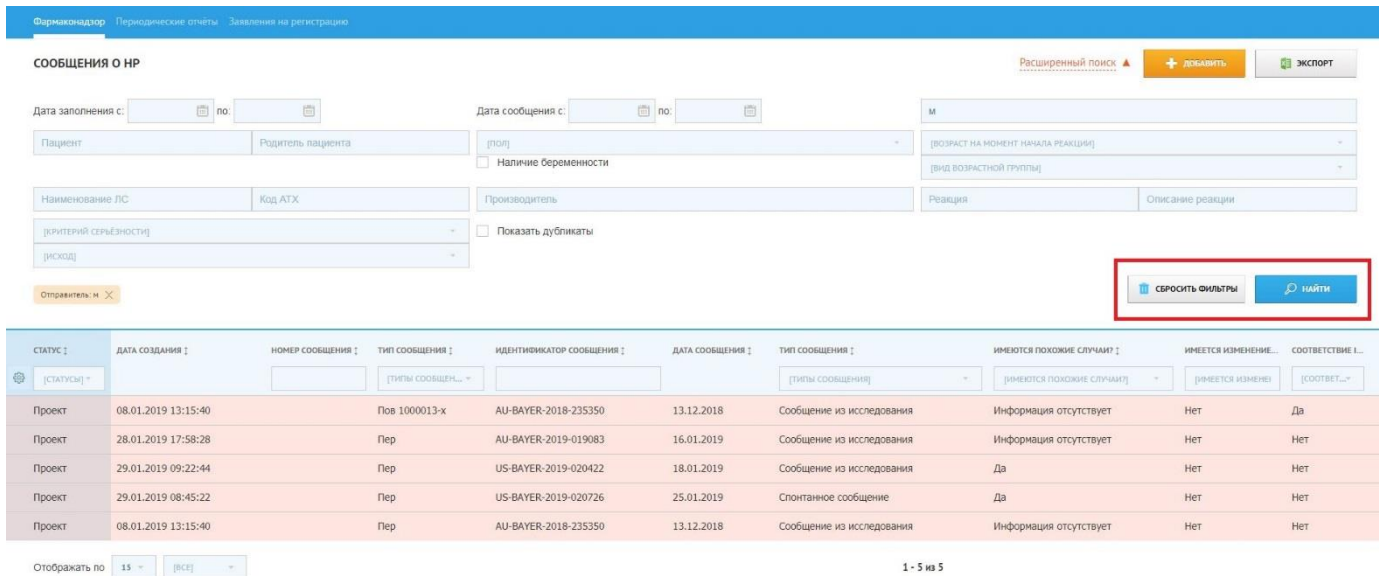 Фармаконадзор Периодические отчёты Заявления на регистрацию
СООБЩЕНИЯ О НР Расширенный поиск ▲ + ДОБАВИТЬ ЭКСПОРТ
Дата заполнения с: по: Дата сообщения с: по: м
Пациент Родитель пациента [ПОЛ] [ВОЗРАСТ НА МОМЕНТ НАЧАЛА РЕАКЦИИ]
Наличие беременности [ВИД ВОЗРАСТНОЙ ГРУППЫ]
Наименование ЛС Код АТХ Производитель Реакция Описание реакции
[КРИТЕРИЙ СЕРЬЁЗНОСТИ] Показать дубликаты
[ИСХОД]
Отправитель: м СБРОСИТЬ ФИЛЬТРЫ НАЙТИ
СТАТУС ДАТА СОЗДАНИЯ НОМЕР СООБЩЕНИЯ ТИП СООБЩЕНИЯ ИДЕНТИФИКАТОР СООБЩЕНИЯ ДАТА СООБЩЕНИЯ ТИП СООБЩЕНИЯ ИМЕЮТСЯ ПОХОЖИЕ СЛУЧАИ? ИМЕЕТСЯ ИЗМЕНЕНИЕ... СООТВЕТСТВИЕ I...
[СТАТУСЫ] [ТИПЫ СООБЩЕН... [ТИПЫ СООБЩЕНИЯ] [ИМЕЮТСЯ ПОХОЖИЕ СЛУЧАИ?] [ИМЕЕТСЯ ИЗМЕНЕI [СООТВЕТ...
Проект 08.01.2019 13:15:40 Пов 1000013-x AU-BAYER-2018-235350 13.12.2018 Сообщение из исследования Информация отсутствует Нет Да
Проект 28.01.2019 17:58:28 Пер AU-BAYER-2019-019083 16.01.2019 Сообщение из исследования Информация отсутствует Нет Нет
Проект 29.01.2019 09:22:44 Пер US-BAYER-2019-020422 18.01.2019 Сообщение из исследования Да Нет Нет
Проект 29.01.2019 08:45:22 Пер US-BAYER-2019-020726 25.01.2019 Спонтанное сообщение Да Нет Нет
Проект 08.01.2019 13:15:40 Пер AU-BAYER-2018-235350 13.12.2018 Сообщение из исследования Информация отсутствует Нет Нет
Отображать по 15 [ВСЕ] 1 - 5 из 5